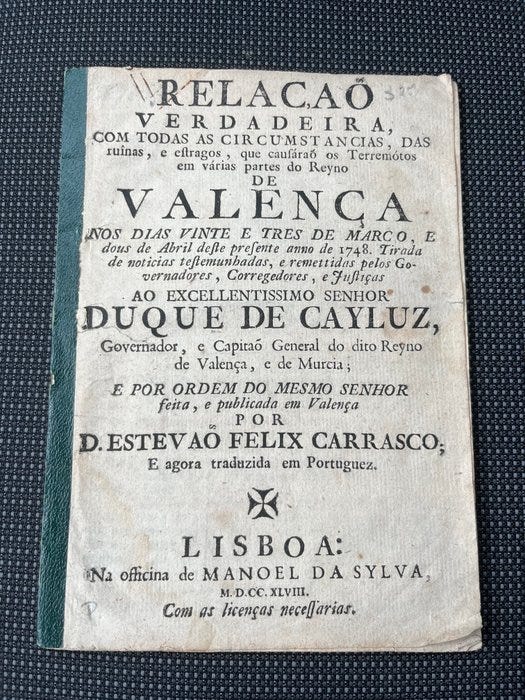 RELAÇAÕ
VERDADEIRA,
COM TODAS AS CIRCUMSTANCIAS, DAS
ruînas, e eſtragos, que cauſáraõ os Terremótos
em várias partes do Reyno
DE
VALENÇA
NOS DIAS VINTE E TRES DE MARÇO, E
dous de Abril deſte preſente anno de 1748. Tirada
de noticias teſtemunhadas, e remettidas pelos Go-
vernadores, Corregedores, e Juſtiças
AO EXCELLENTISSIMO SENHOR
DUQUE DE CAYLUZ,
Governador, e Capitaõ General do dito Reyno
de Valença, e de Murcia;
E POR ORDEM DO MESMO SENHOR
feita, e publicada em Valença
POR
D. ESTEVAÕ FELIX CARRASCO;
E agora traduzida em Portuguez.
LISBOA:
Na officina de MANOEL DA SYLVA,
M. D.CC. XLVIII.
Com as licenças neceſſarias.